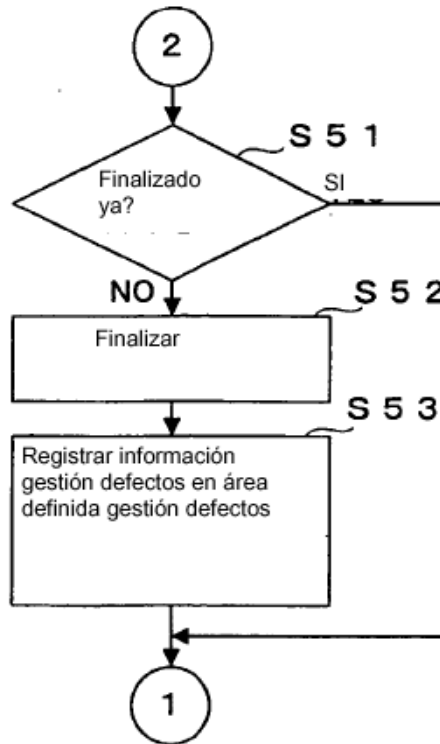 2
S 5 1
Finalizado
ya?
SI
NO
S 5 2
Finalizar
S 5 3
Registrar información
gestión defectos en área
definida gestión defectos
1